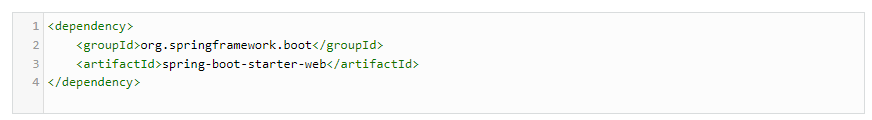 1 <dependency>
2     <groupId>org.springframework.boot</groupId>
3     <artifactId>spring-boot-starter-web</artifactId>
4 </dependency>